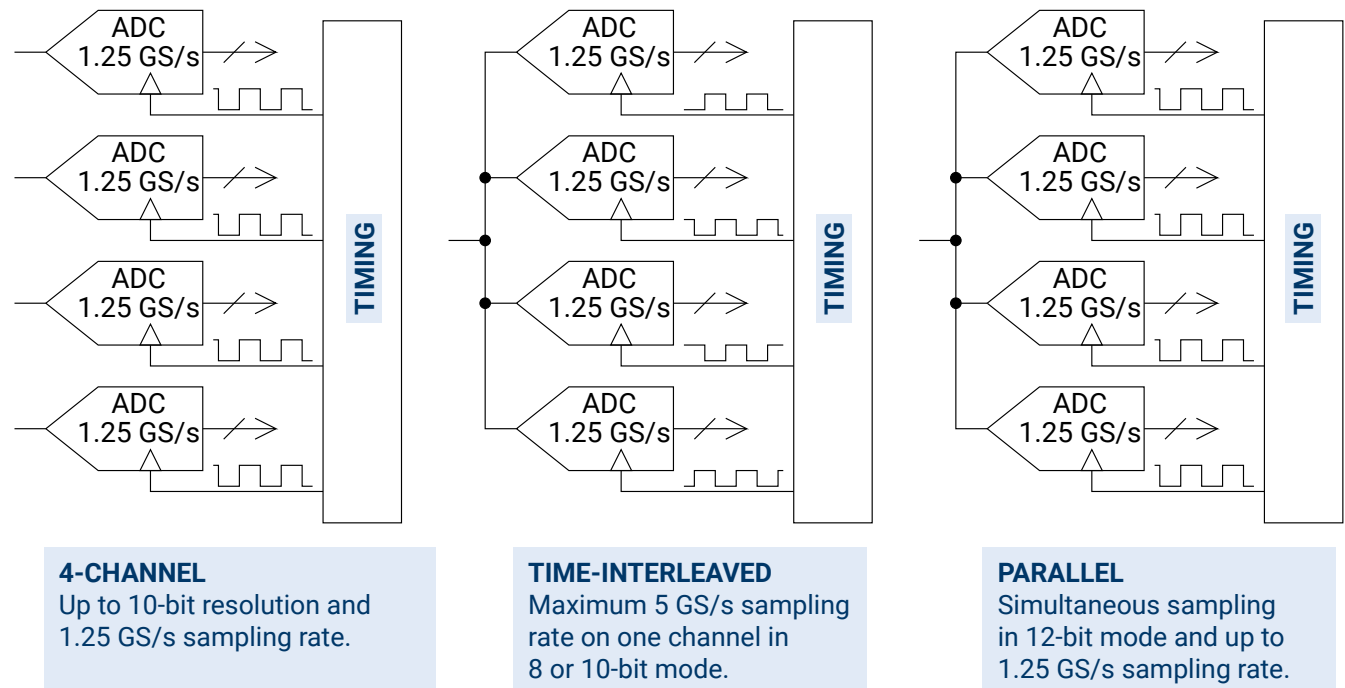 ADC
1.25 GS/s
ADC
1.25 GS/s
ADC
1.25 GS/s
ADC
1.25 GS/s
TIMING
4-CHANNEL
Up to 10-bit resolution and
1.25 GS/s sampling rate.
ADC
1.25 GS/s
ADC
1.25 GS/s
ADC
1.25 GS/s
ADC
1.25 GS/s
TIMING
TIME-INTERLEAVED
Maximum 5 GS/s sampling
rate on one channel in
8 or 10-bit mode.
ADC
1.25 GS/s
ADC
1.25 GS/s
ADC
1.25 GS/s
ADC
1.25 GS/s
TIMING
PARALLEL
Simultaneous sampling
in 12-bit mode and up to
1.25 GS/s sampling rate.